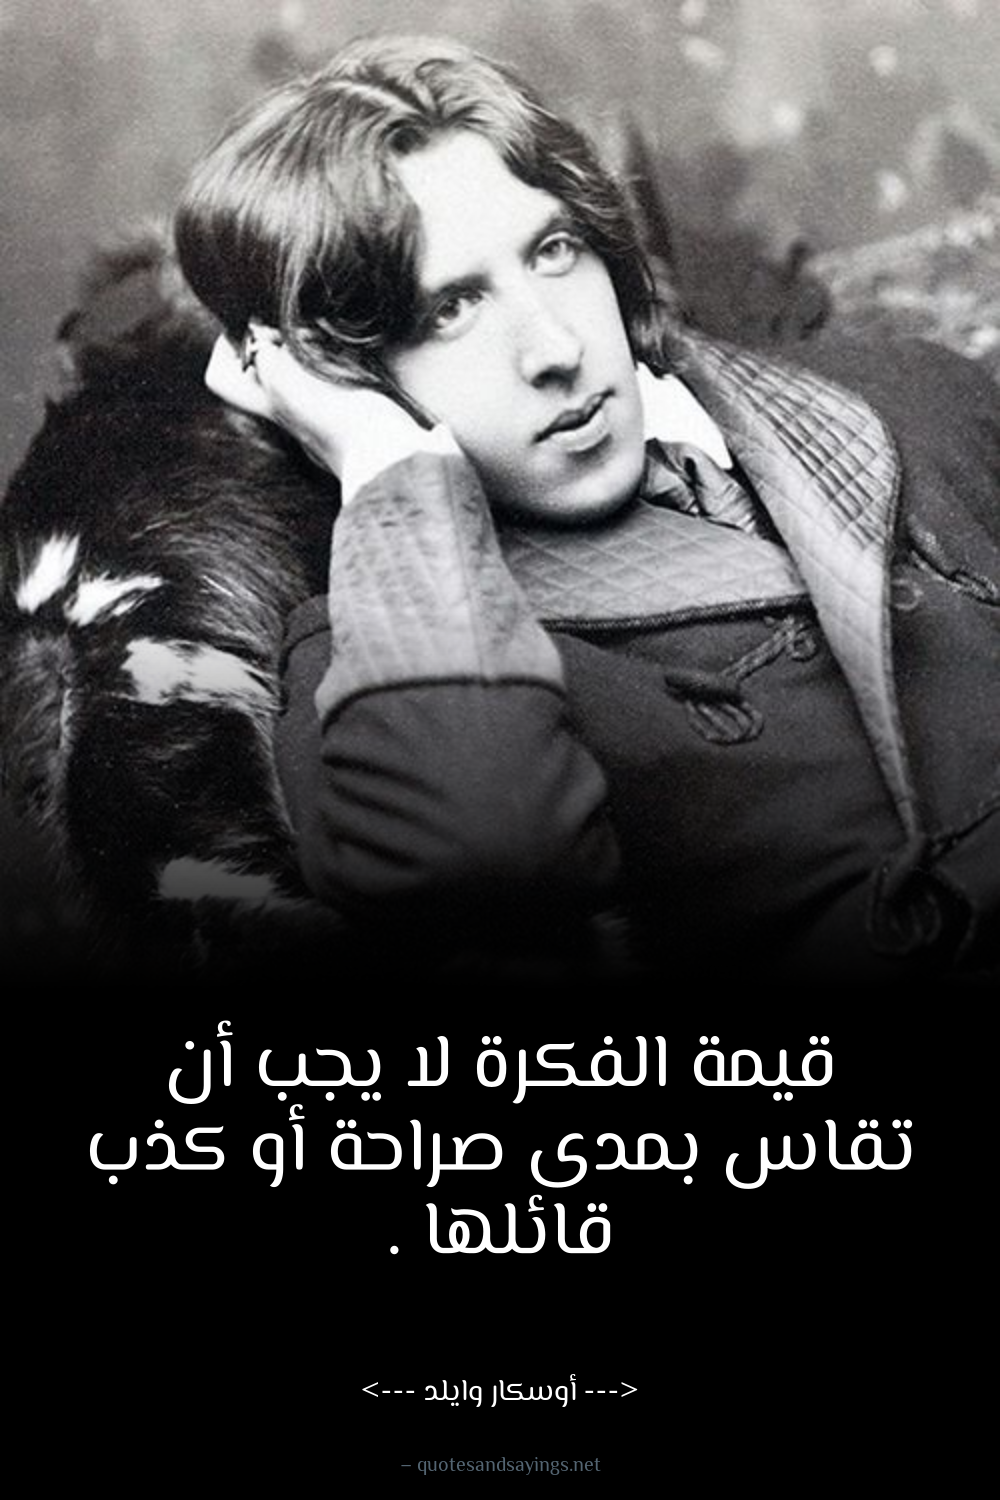 قيمة الفكرة لا يجب أن
تقاس بمدى صراحة أو كذب
قائلها .
<--- أوسكار وايلد --->
– quotesandsayings.net